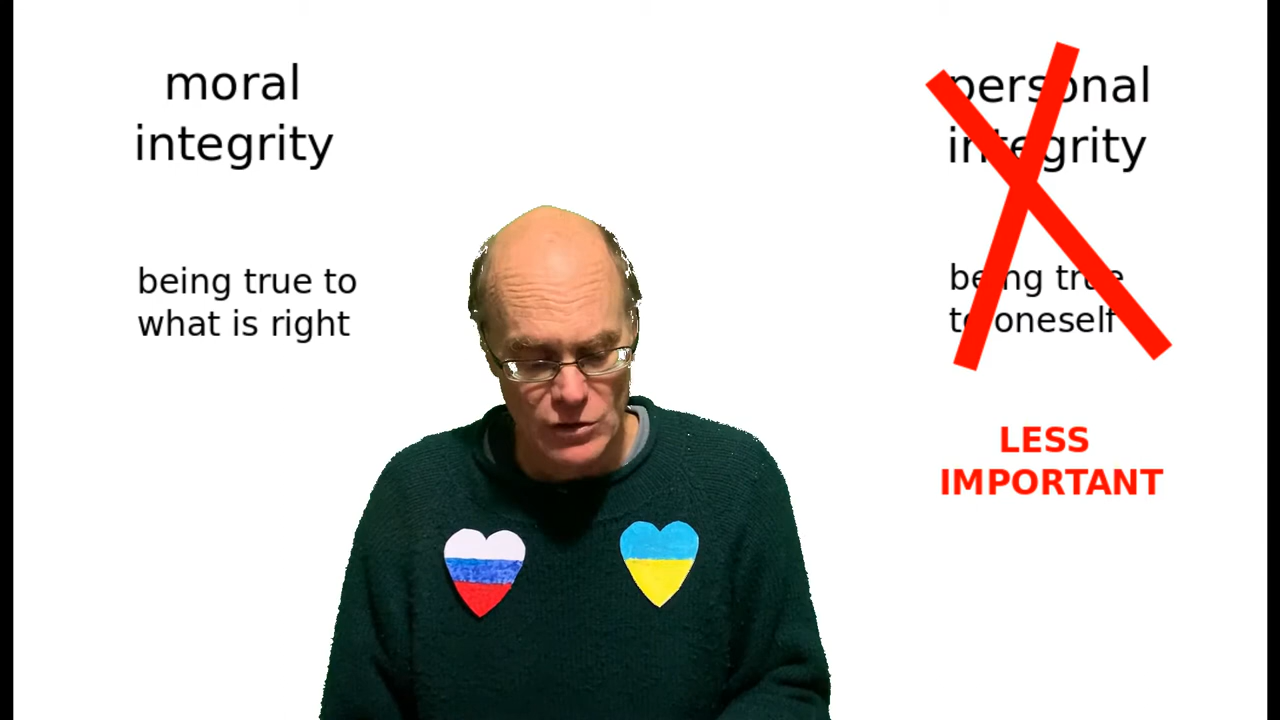 moral
integrity
being true to
what is right
personal
integrity
being true
to oneself
LESS
IMPORTANT